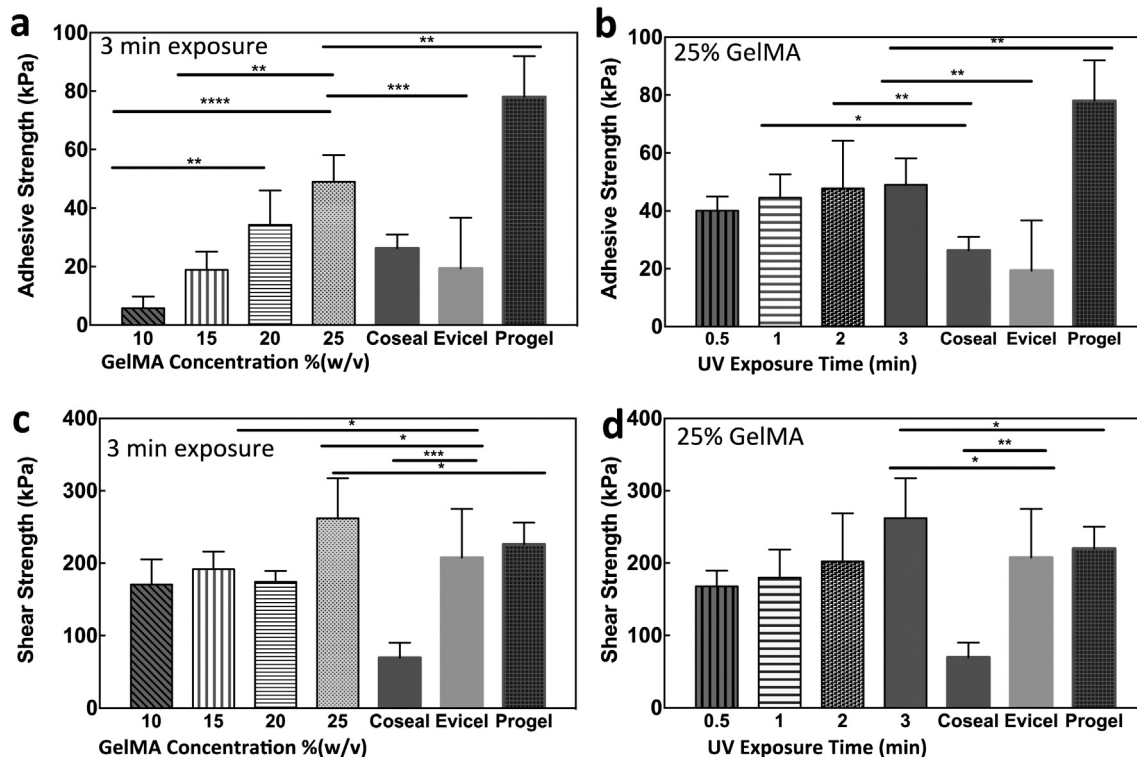 a
3 min exposure
Adhesive Strength (kPa)
100
80
60
40
20
0
**
**
****
***
**
10 15 20 25 Coseal Evicel Progel
GelMA Concentration %(w/v)
b
25% GelMA
Adhesive Strength (kPa)
100
80
60
40
20
0
**
**
**
*
0.5 1 2 3 Coseal Evicel Progel
UV Exposure Time (min)
c
3 min exposure
Shear Strength (kPa)
400
300
200
100
0
*
*
***
*
10 15 20 25 Coseal Evicel Progel
GelMA Concentration %(w/v)
d
25% GelMA
Shear Strength (kPa)
400
300
200
100
0
*
**
*
0.5 1 2 3 Coseal Evicel Progel
UV Exposure Time (min)